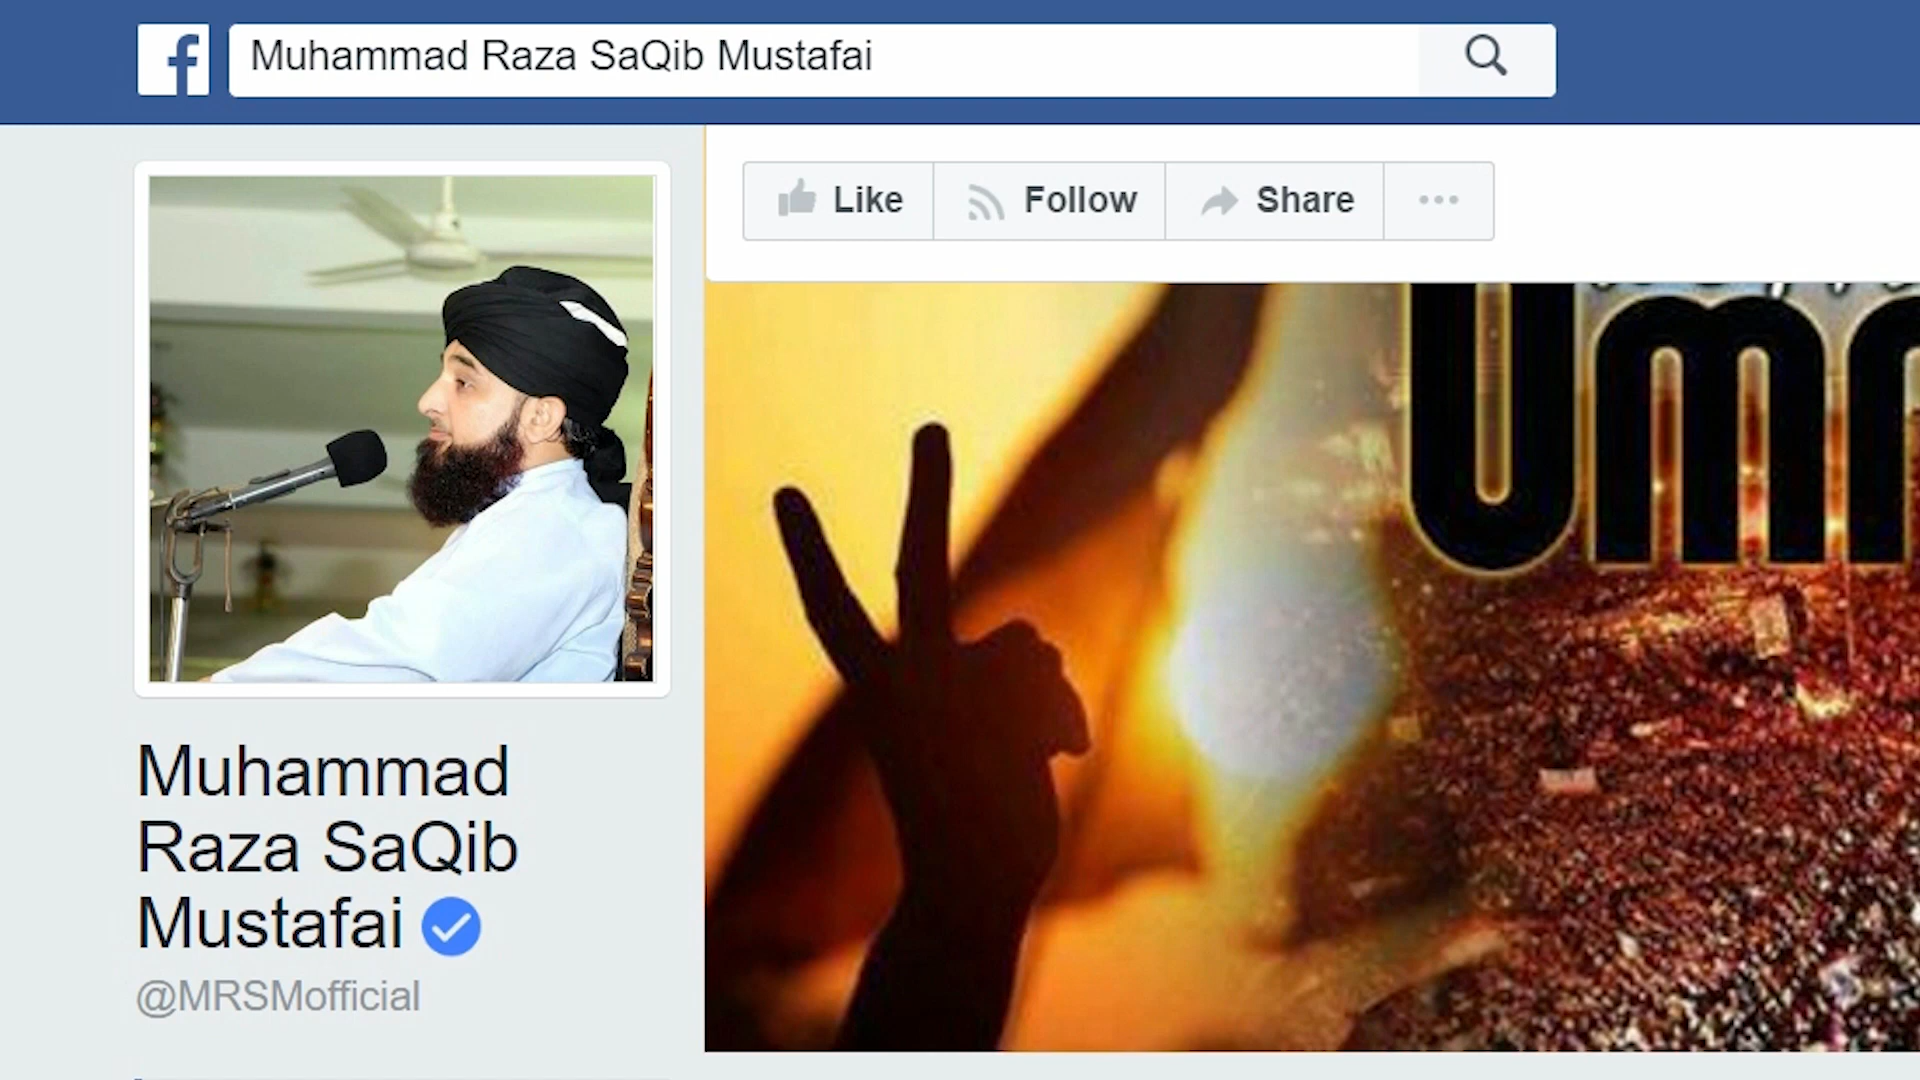 Muhammad Raza SaQib Mustafai
Like Follow Share
Muhammad
Raza SaQib
Mustafai
@MRSMofficial